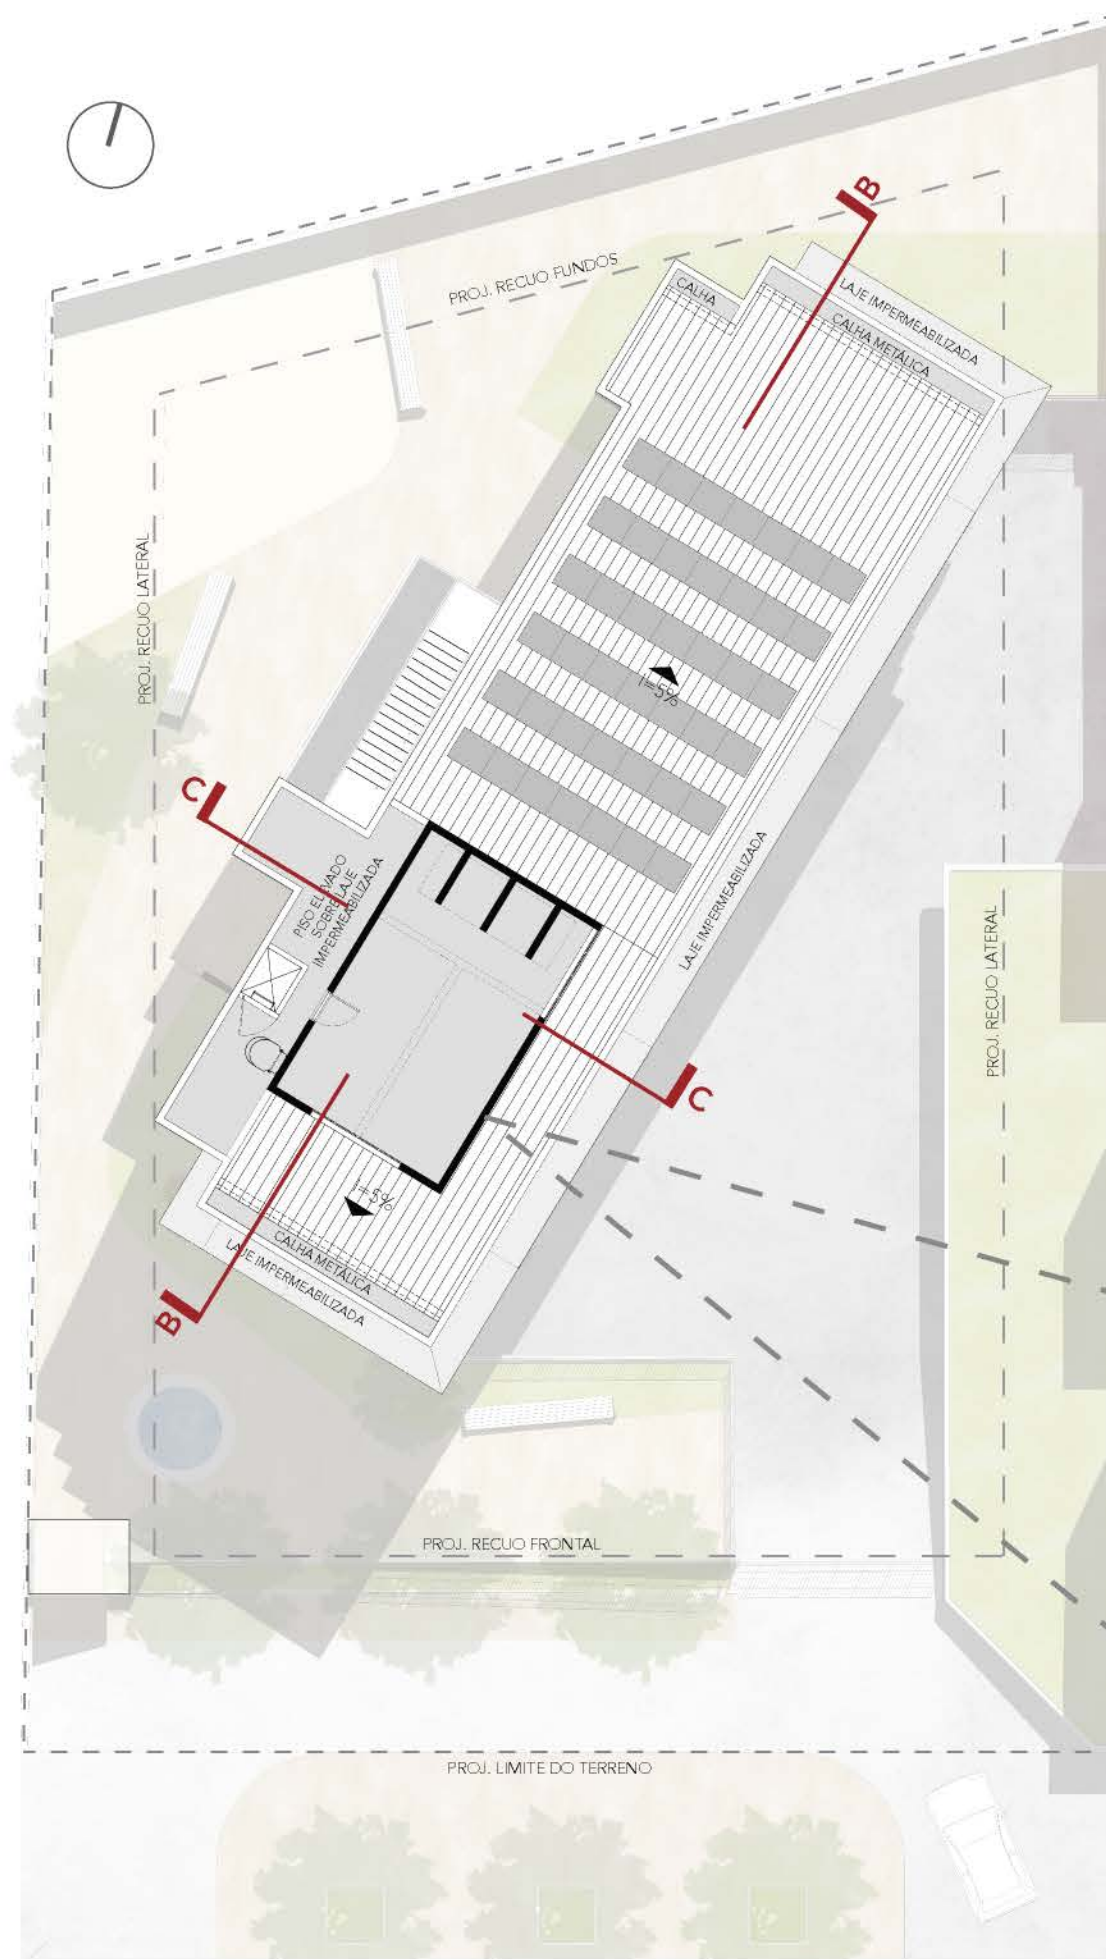 B
PROJ. RECUO FUNDOS
CALHA
LAJE IMPERMEABILIZADA
CALHA METÁLICA
PROJ. RECUO LATERAL
i=5%
C
PISO ELEVADO
SOBRE LAJE
IMPERMEABILIZADA
LAJE IMPERMEABILIZADA
PROJ. RECUO LATERAL
C
i=5%
CALHA METÁLICA
LAJE IMPERMEABILIZADA
B
PROJ. RECUO FRONTAL
PROJ. LIMITE DO TERRENO